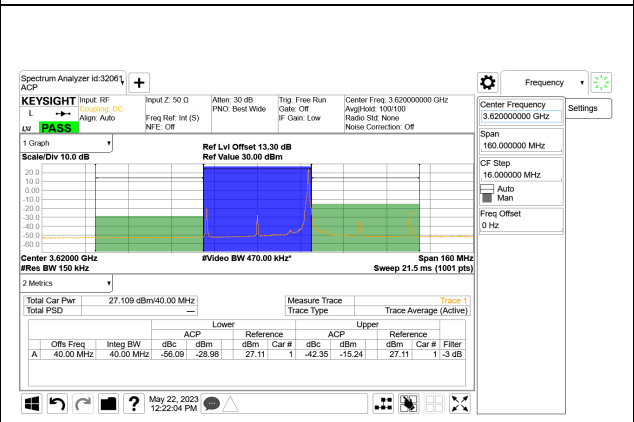 Spectrum Analyzer id:32061
ACP
+
Frequency
KEYSIGHT
L
LXI
PASS
Input: RF
Coupling: DC
Align: Auto
Input Z: 50 Ω
Freq Ref: Int (S)
NFE: Off
Atten: 30 dB
PNO: Best Wide
Trig: Free Run
Gate: Off
IF Gain: Low
Center Freq: 3.620000000 GHz
Avg|Hold: 100/100
Radio Std: None
Noise Correction: Off
Center Frequency
3.620000000 GHz
Settings
Span
160.000000 MHz
CF Step
16.000000 MHz
Auto
Man
Freq Offset
0 Hz
1 Graph
Scale/Div 10.0 dB
Ref Lvl Offset 13.30 dB
Ref Value 30.00 dBm
20.0
10.0
0.00
-10.0
-20.0
-30.0
-40.0
-50.0
-60.0
Center 3.62000 GHz
#Video BW 470.00 kHz*
Span 160 MHz
#Res BW 150 kHz
Sweep 21.5 ms (1001 pts)
2 Metrics
Total Car Pwr 27.109 dBm/40.00 MHz
Total PSD ---
Measure Trace Trace 1
Trace Type Trace Average (Active)
Lower Upper
ACP Reference ACP Reference
Offs Freq Integ BW dBc dBm dBm Car # dBc dBm dBm Car # Filter
A 40.00 MHz 40.00 MHz -56.09 -28.98 27.11 1 -42.35 -15.24 27.11 1 -3 dB
?
May 22, 2023
12:22:04 PM